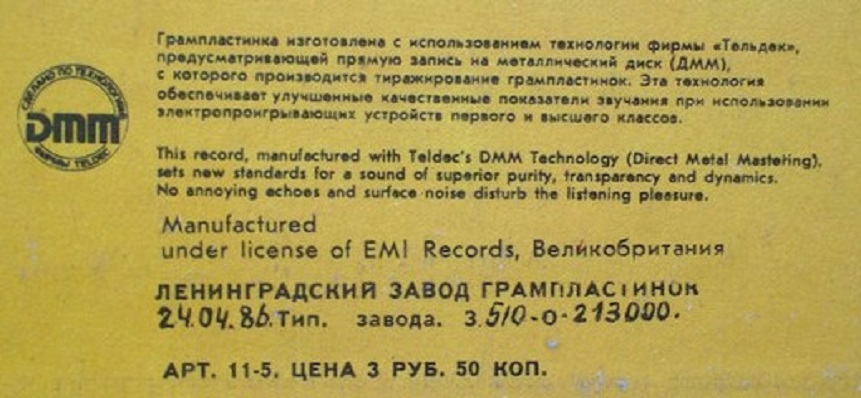 Грампластинка изготовлена с использованием технологии фирмы «Тельдек»,
предусматривающей прямую запись на металлический диск (ДММ),
с которого производится тиражирование грампластинок. Эта технология
обеспечивает улучшенные качественные показатели звучания при использовании
электропроигрывающих устройств первого и высшего классов.
СДЕЛАНО ПО ТЕХНОЛОГИИ
DMM
ФИРМЫ TELDEC
This record, manufactured with Teldec's DMM Technology (Direct Metal Mastering),
sets new standards for a sound of superior purity, transparency and dynamics.
No annoying echoes and surface noise disturb the listening pleasure.
Manufactured
under license of EMI Records, Великобритания
ЛЕНИНГРАДСКИЙ ЗАВОД ГРАМПЛАСТИНОК
24.04.86. Тип. завода. З. 510-0-213000.
АРТ. 11-5. ЦЕНА 3 РУБ. 50 КОП.